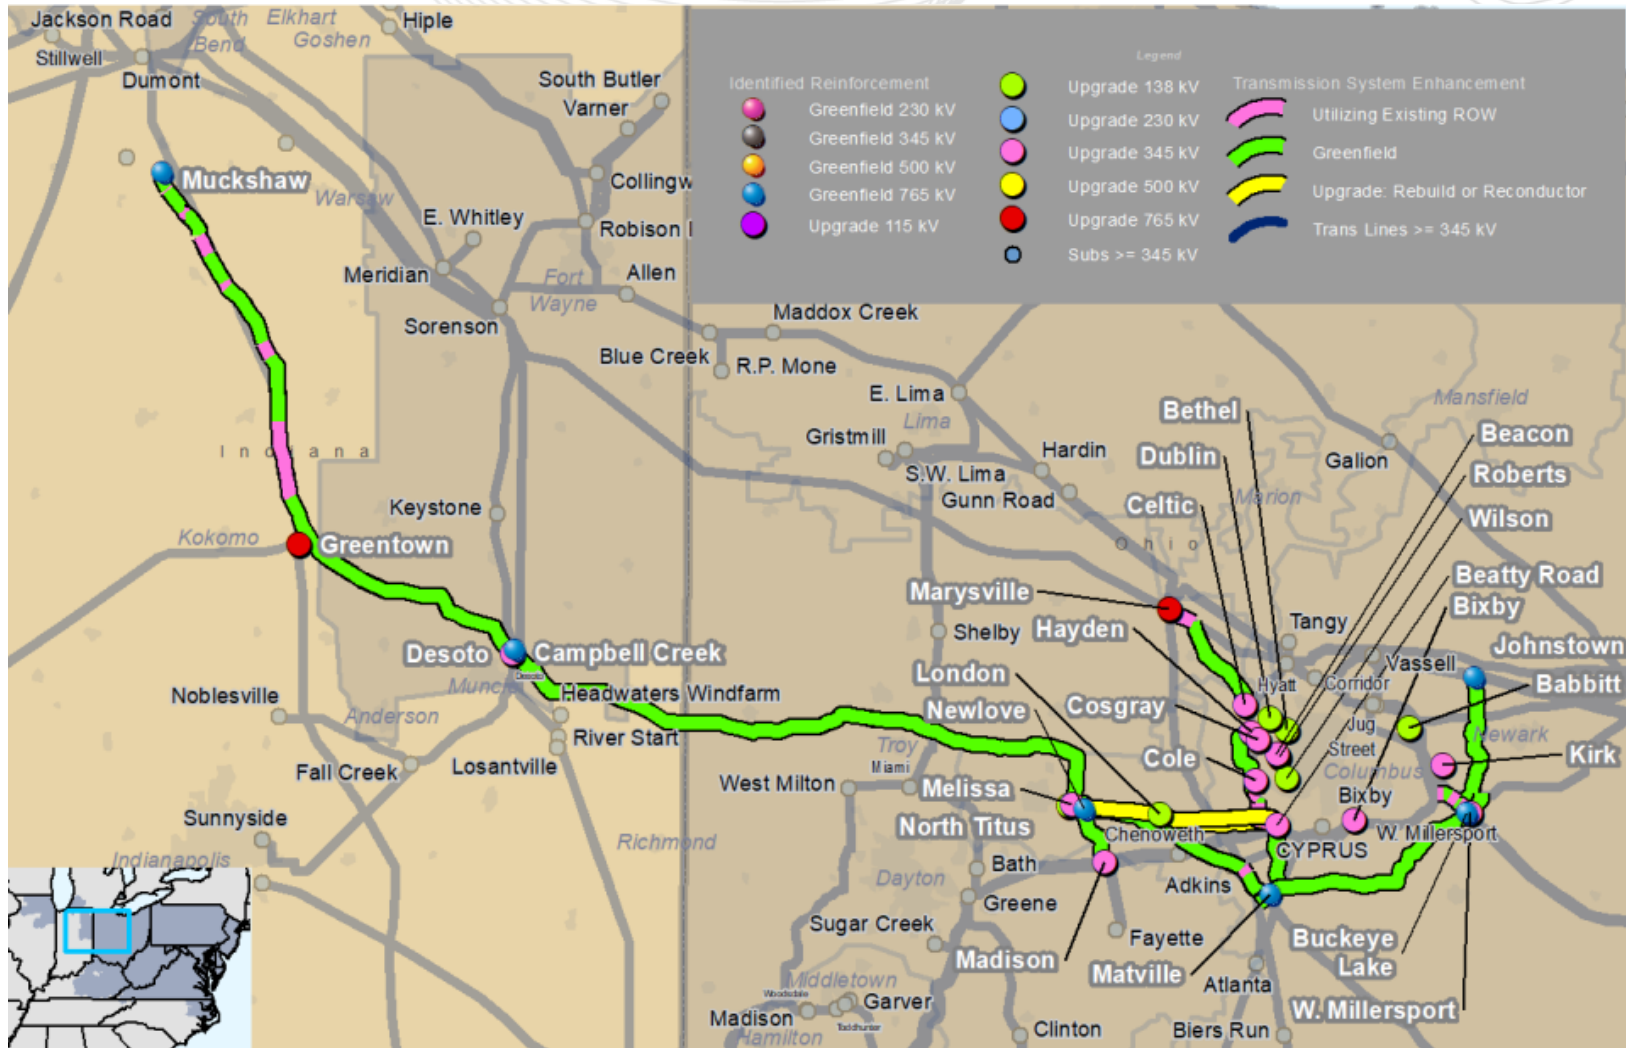 Jackson Road
South
Bend
Elkhart
Goshen
Hiple
Stillwell
Dumont
South Butler
Varner
Legend
Identified Reinforcement
Greenfield 230 kV
Greenfield 345 kV
Greenfield 500 kV
Greenfield 765 kV
Upgrade 115 kV
Upgrade 138 kV
Upgrade 230 kV
Upgrade 345 kV
Upgrade 500 kV
Upgrade 765 kV
Subs >= 345 kV
Transmission System Enhancement
Utilizing Existing ROW
Greenfield
Upgrade: Rebuild or Reconductor
Trans Lines >= 345 kV
Muckshaw
Warsaw
Collingw
E. Whitley
Robison
Meridian
Fort
Wayne
Allen
Sorenson
Maddox Creek
Blue Creek
R.P. Mone
E. Lima
Lima
Gristmill
S.W. Lima
Gunn Road
Hardin
Bethel
Mansfield
Beacon
Dublin
Galion
Roberts
Marion
Celtic
Wilson
Indiana
Keystone
Kokomo
Greentown
Ohio
Beatty Road
Bixby
Marysville
Hayden
Shelby
Tangy
Johnstown
Vassell
Babbitt
Desoto
Campbell Creek
Desoto
Muncie
Headwaters Windfarm
London
Newlove
Hyatt
Corridor
Cosgray
Jug
Street
Newark
Noblesville
Anderson
River Start
Troy
Miami
Columbus
Kirk
Cole
Fall Creek
Losantville
West Milton
Melissa
North Titus
Bixby
Chenoweth
W. Millersport
CYPRUS
Sunnyside
Indianapolis
Richmond
Bath
Dayton
Adkins
Greene
Sugar Creek
Fayette
Buckeye
Lake
Madison
Matville
Atlanta
Middletown
Woodsdale
Garver
Madison
Todhunter
Hamilton
Clinton
Biers Run
W. Millersport